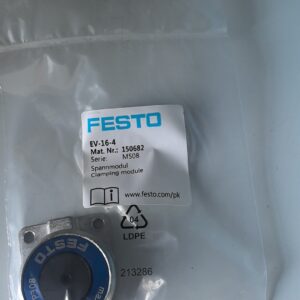 FESTO
EV-16-4
Mat. Nr.: 150682
Serie: MS08
Spannmodul
Clamping module
www.festo.com/pk
04
LDPE
213286
FESTO